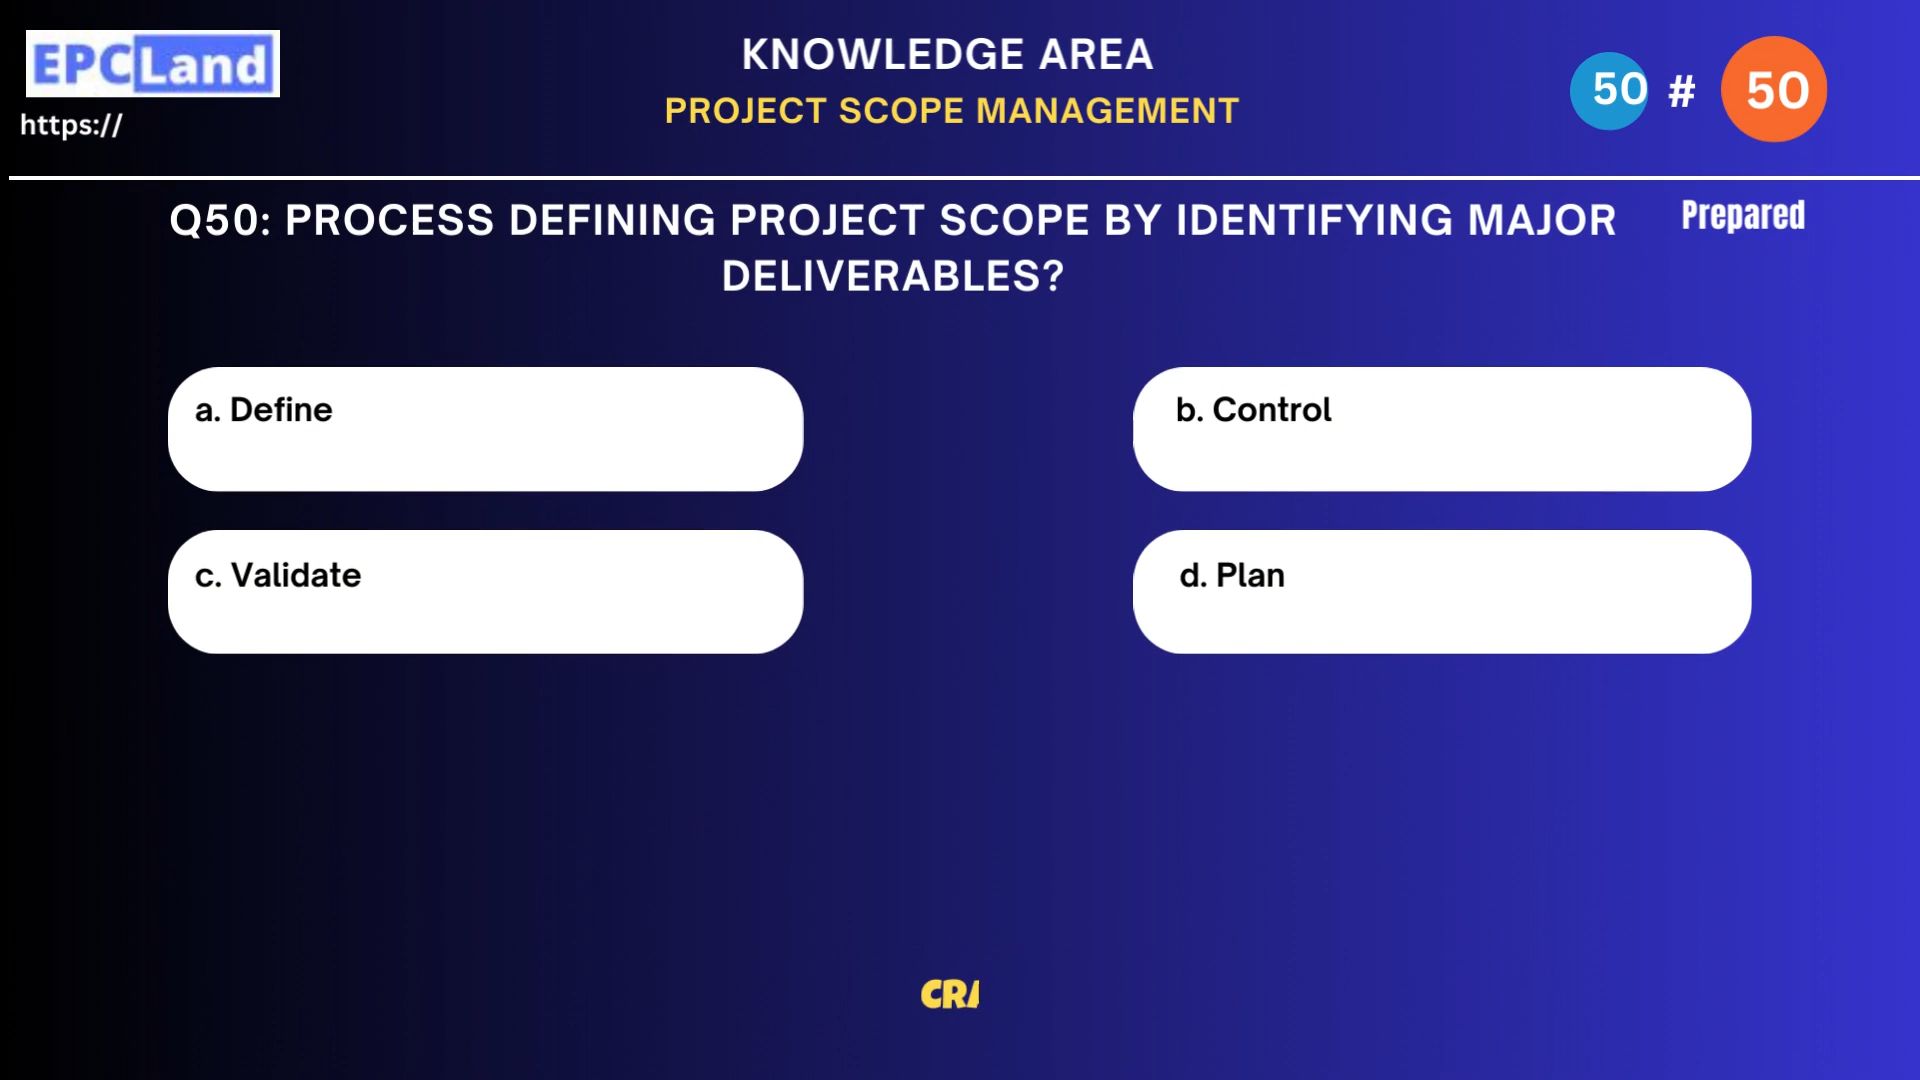 EPCLand
https://
KNOWLEDGE AREA
PROJECT SCOPE MANAGEMENT
50 # 50
Q50: PROCESS DEFINING PROJECT SCOPE BY IDENTIFYING MAJOR
DELIVERABLES?
Prepared
a. Define
b. Control
c. Validate
d. Plan